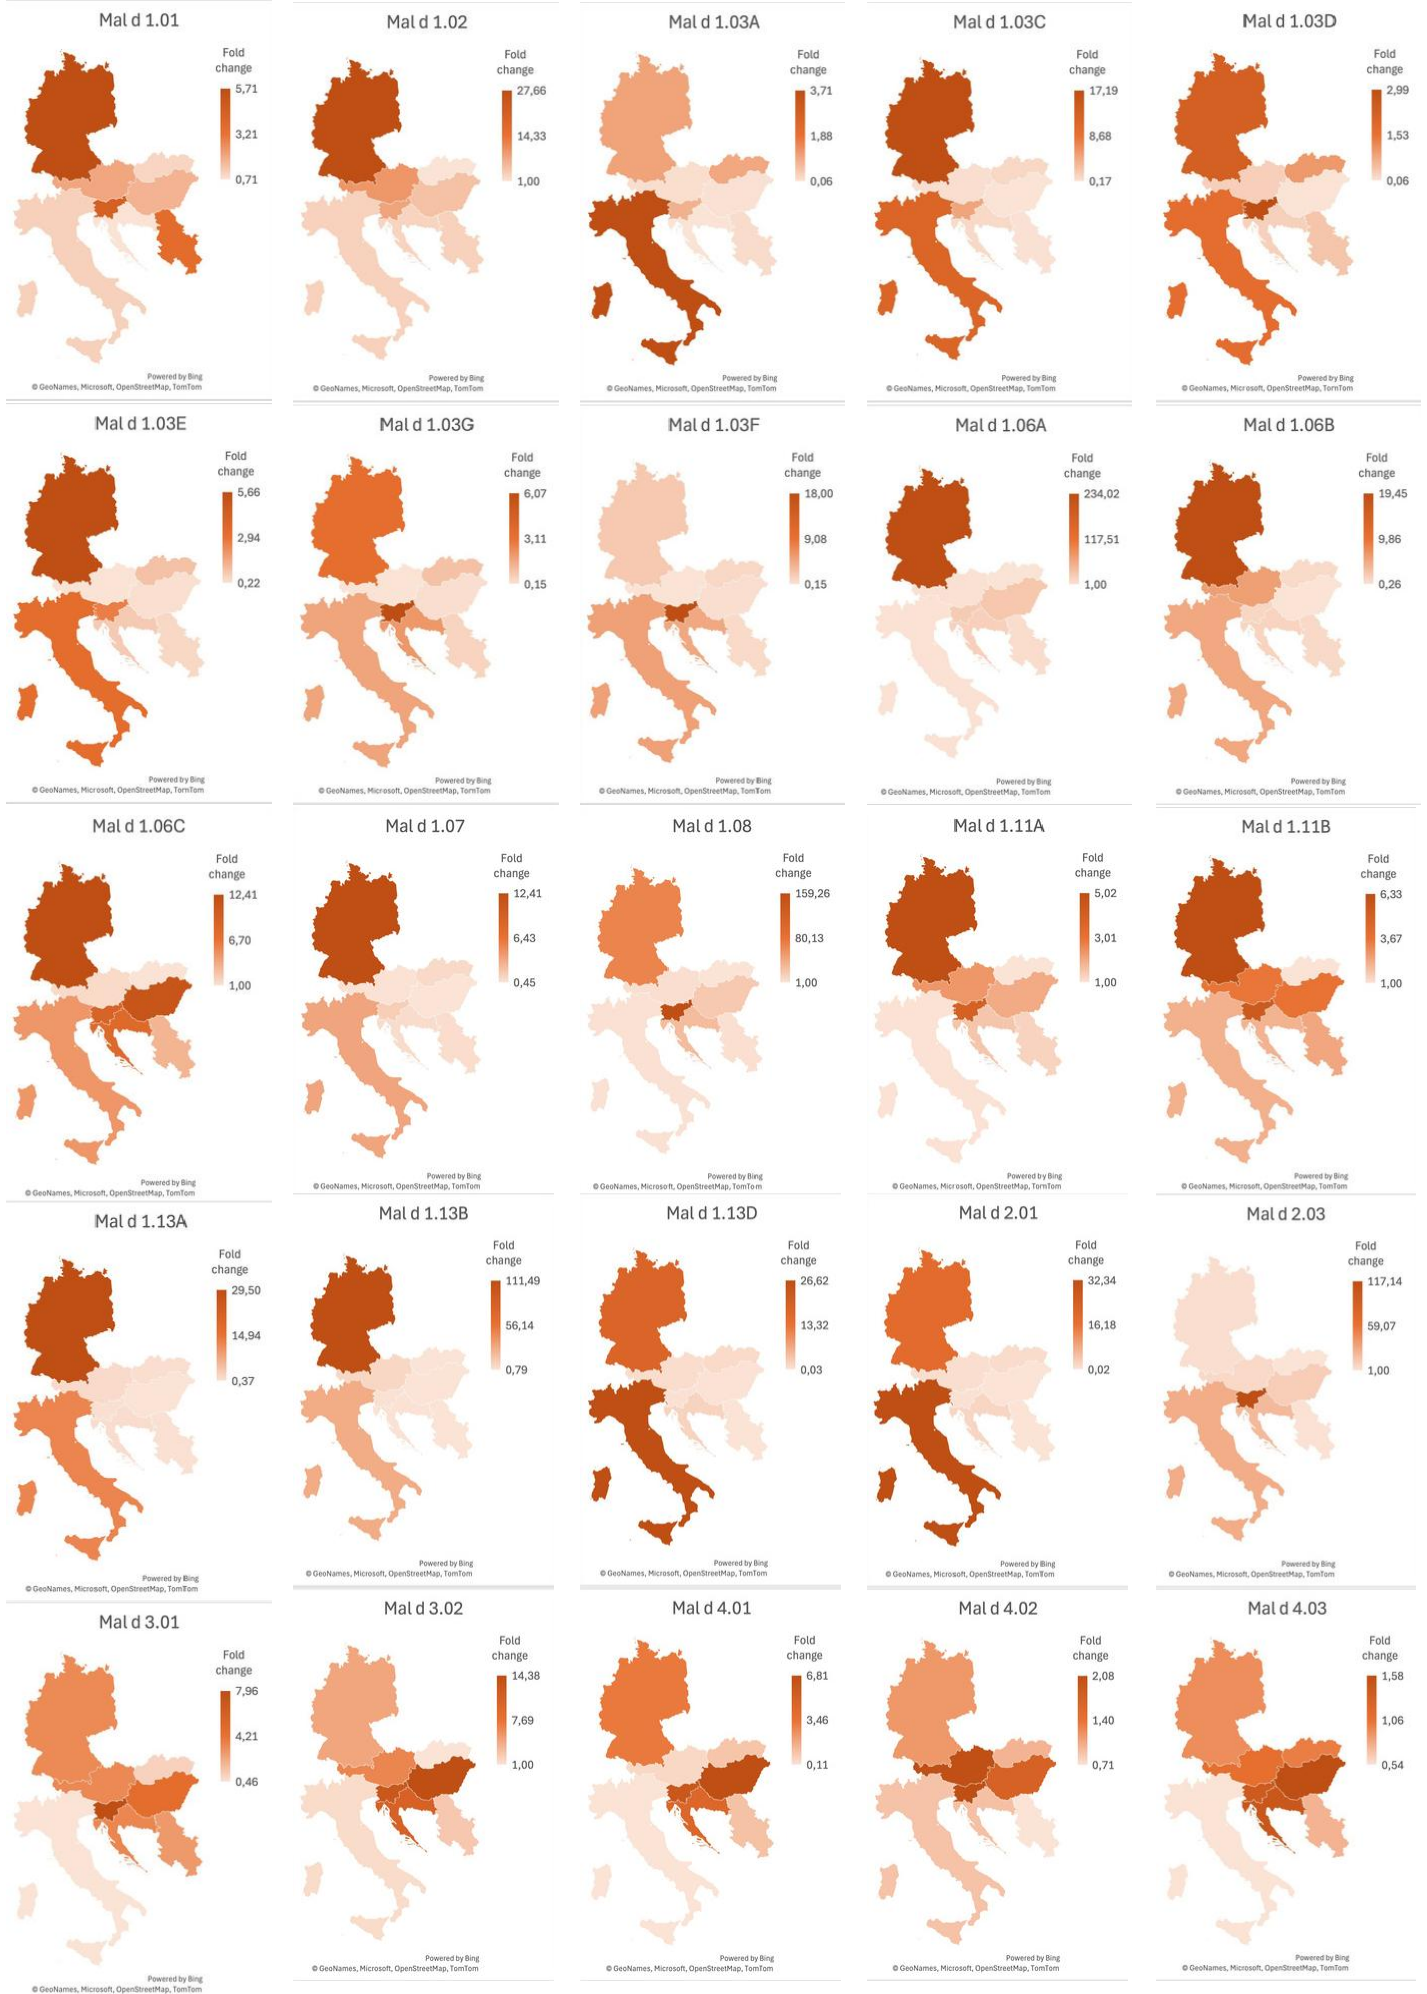 Mal d 1.01
Fold
change
5,71
3,21
0,71
Powered by Bing
© GeoNames, Microsoft, OpenStreetMap, TomTom
Mal d 1.02
Fold
change
27,66
14,33
1,00
Powered by Bing
© GeoNames, Microsoft, OpenStreetMap, TomTom
Mal d 1.03A
Fold
change
3,71
1,88
0,06
Powered by Bing
© GeoNames, Microsoft, OpenStreetMap, TomTom
Mal d 1.03C
Fold
change
17,19
8,68
0,17
Powered by Bing
© GeoNames, Microsoft, OpenStreetMap, TomTom
Mal d 1.03D
Fold
change
2,99
1,53
0,06
Powered by Bing
© GeoNames, Microsoft, OpenStreetMap, TomTom
Mal d 1.03E
Fold
change
5,66
2,94
0,22
Powered by Bing
© GeoNames, Microsoft, OpenStreetMap, TomTom
Mal d 1.03G
Fold
change
6,07
3,11
0,15
Powered by Bing
© GeoNames, Microsoft, OpenStreetMap, TomTom
Mal d 1.03F
Fold
change
18,00
9,08
0,15
Powered by Bing
© GeoNames, Microsoft, OpenStreetMap, TomTom
Mal d 1.06A
Fold
change
234,02
117,51
1,00
Powered by Bing
© GeoNames, Microsoft, OpenStreetMap, TomTom
Mal d 1.06B
Fold
change
19,45
9,86
0,26
Powered by Bing
© GeoNames, Microsoft, OpenStreetMap, TomTom
Mal d 1.06C
Fold
change
12,41
6,70
1,00
Powered by Bing
© GeoNames, Microsoft, OpenStreetMap, TomTom
Mal d 1.07
Fold
change
12,41
6,43
0,45
Powered by Bing
© GeoNames, Microsoft, OpenStreetMap, TomTom
Mal d 1.08
Fold
change
159,26
80,13
1,00
Powered by Bing
© GeoNames, Microsoft, OpenStreetMap, TomTom
Mal d 1.11A
Fold
change
5,02
3,01
1,00
Powered by Bing
© GeoNames, Microsoft, OpenStreetMap, TomTom
Mal d 1.11B
Fold
change
6,33
3,67
1,00
Powered by Bing
© GeoNames, Microsoft, OpenStreetMap, TomTom
Mal d 1.13A
Fold
change
29,50
14,94
0,37
Powered by Bing
© GeoNames, Microsoft, OpenStreetMap, TomTom
Mal d 1.13B
Fold
change
111,49
56,14
0,79
Powered by Bing
© GeoNames, Microsoft, OpenStreetMap, TomTom
Mal d 1.13D
Fold
change
26,62
13,32
0,03
Powered by Bing
© GeoNames, Microsoft, OpenStreetMap, TomTom
Mal d 2.01
Fold
change
32,34
16,18
0,02
Powered by Bing
© GeoNames, Microsoft, OpenStreetMap, TomTom
Mal d 2.03
Fold
change
117,14
59,07
1,00
Powered by Bing
© GeoNames, Microsoft, OpenStreetMap, TomTom
Mal d 3.01
Fold
change
7,96
4,21
0,46
Powered by Bing
© GeoNames, Microsoft, OpenStreetMap, TomTom
Mal d 3.02
Fold
change
14,38
7,69
1,00
Powered by Bing
© GeoNames, Microsoft, OpenStreetMap, TomTom
Mal d 4.01
Fold
change
6,81
3,46
0,11
Powered by Bing
© GeoNames, Microsoft, OpenStreetMap, TomTom
Mal d 4.02
Fold
change
2,08
1,40
0,71
Powered by Bing
© GeoNames, Microsoft, OpenStreetMap, TomTom
Mal d 4.03
Fold
change
1,58
1,06
0,54
Powered by Bing
© GeoNames, Microsoft, OpenStreetMap, TomTom